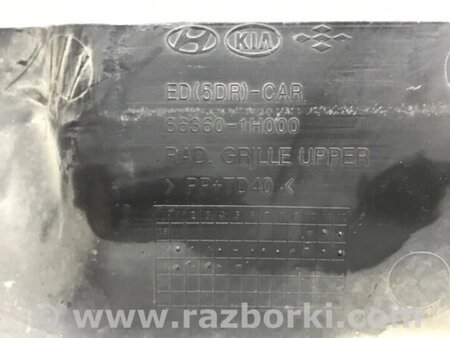 KIA
ED(5DR)-CAR
86360-1H000
RAD. GRILLE UPPER
> PP+TD40 <
www.razborki.com